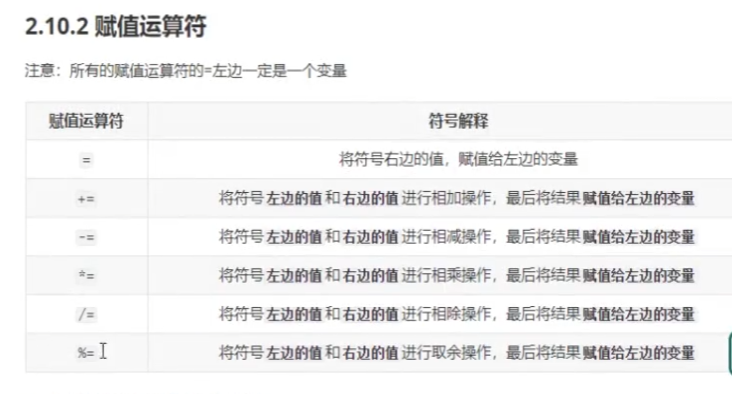 2.10.2 赋值运算符
注意：所有的赋值运算符的=左边一定是一个变量
赋值运算符 符号解释
= 将符号右边的值，赋值给左边的变量
+= 将符号左边的值和右边的值进行相加操作，最后将结果赋值给左边的变量
-= 将符号左边的值和右边的值进行相减操作，最后将结果赋值给左边的变量
*= 将符号左边的值和右边的值进行相乘操作，最后将结果赋值给左边的变量
/= 将符号左边的值和右边的值进行相除操作，最后将结果赋值给左边的变量
%= 将符号左边的值和右边的值进行取余操作，最后将结果赋值给左边的变量